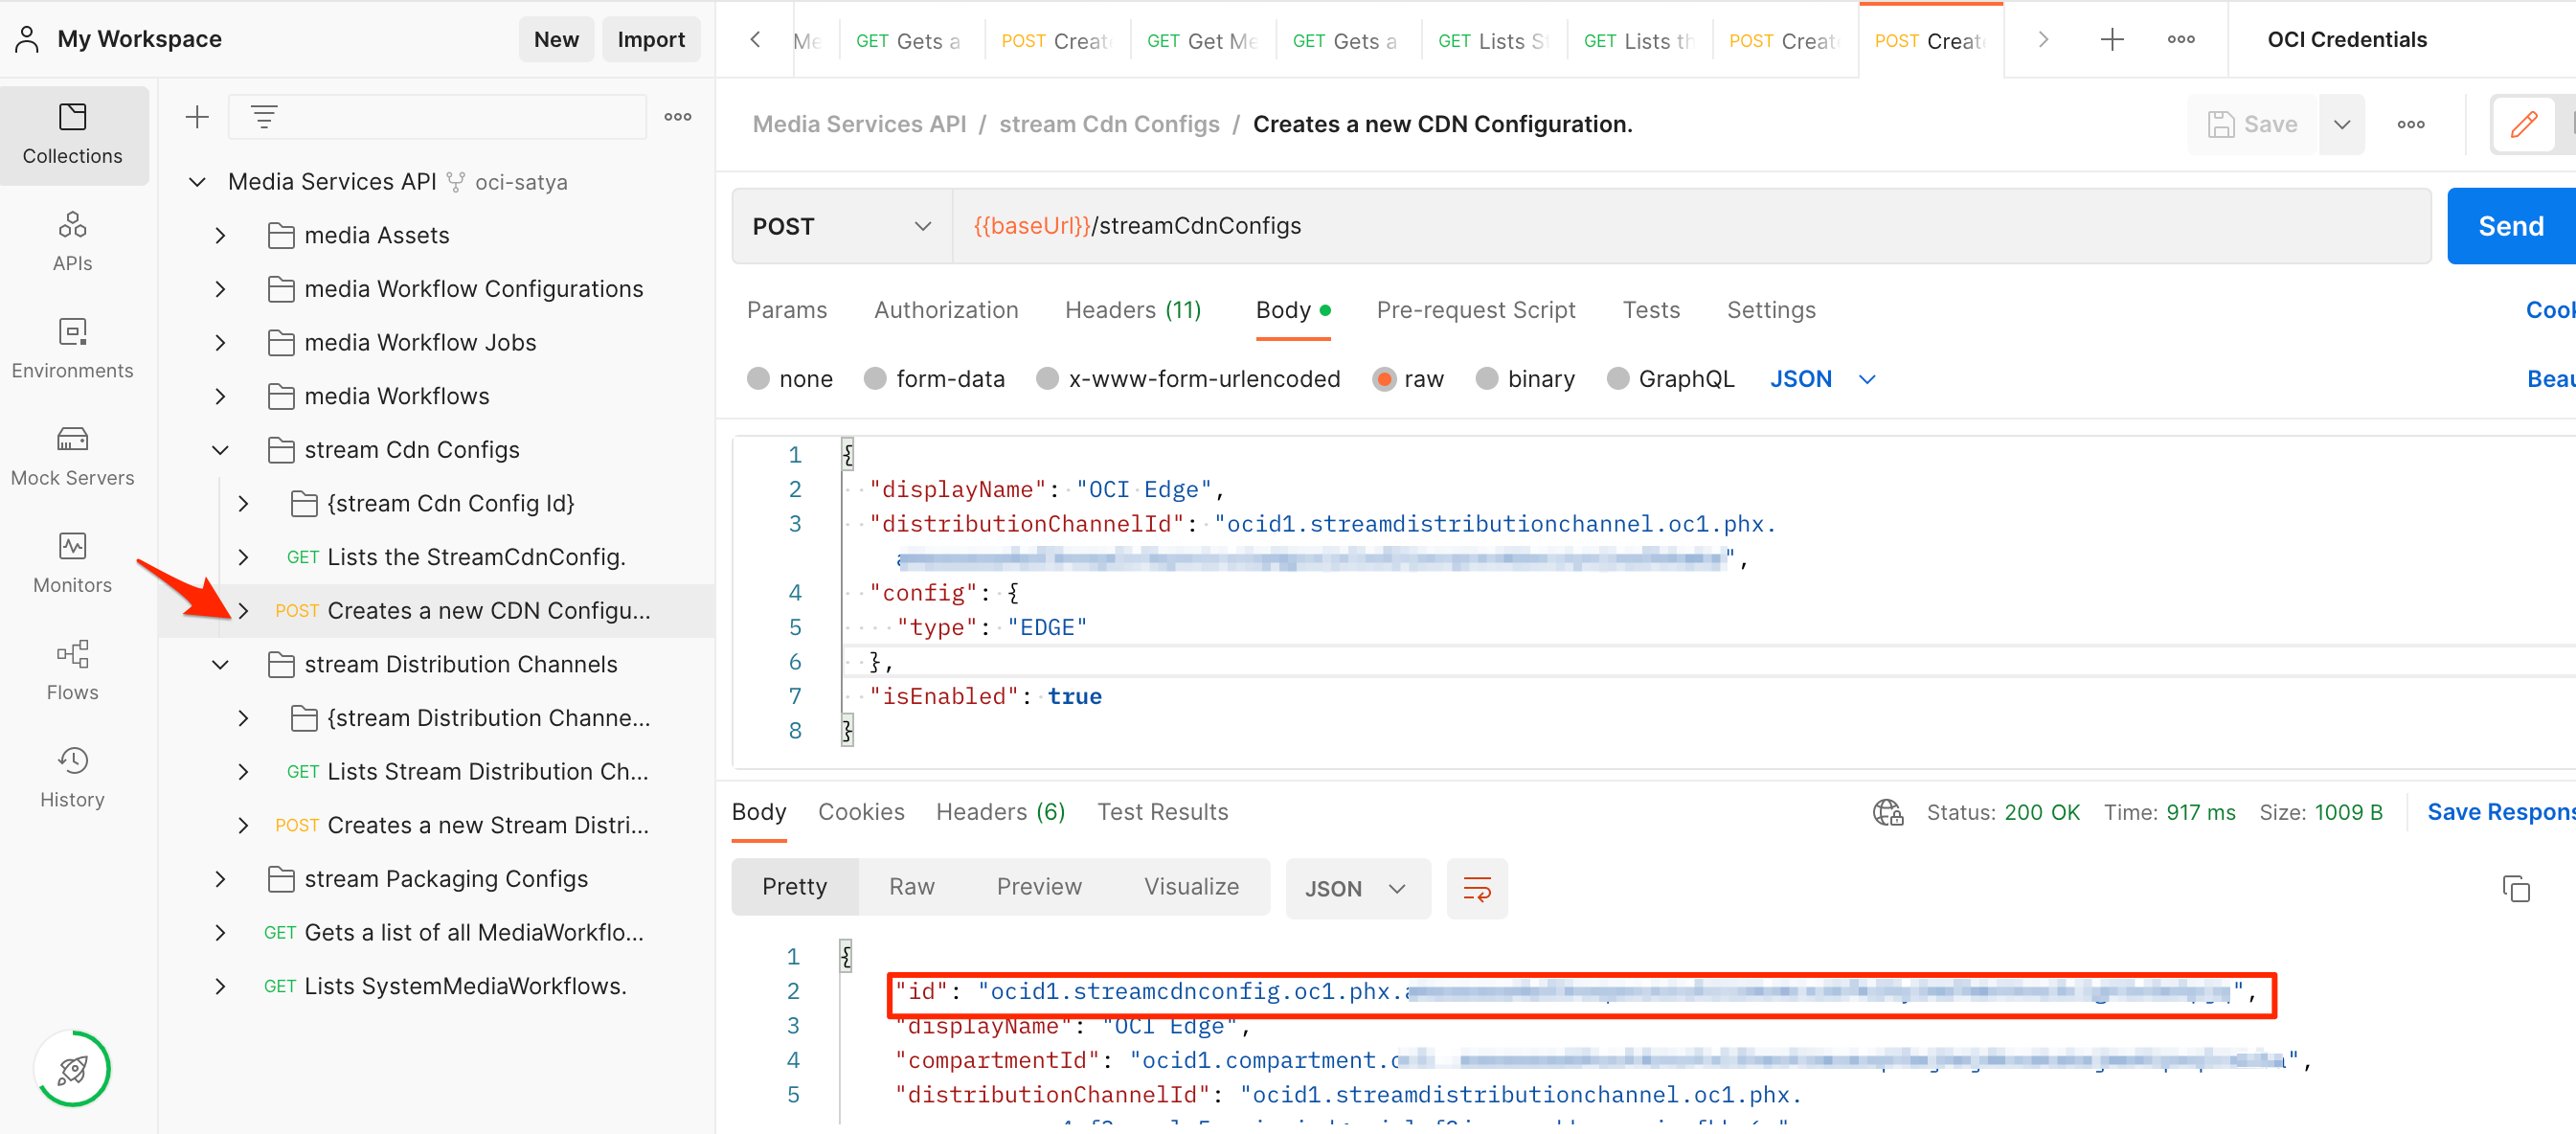 My Workspace
New
Import
GET Gets a
POST Creat
GET Get Me
GET Gets a
GET Lists S
GET Lists th
POST Creat
POST Creat
OCI Credentials
Collections
APIs
Environments
Mock Servers
Monitors
Flows
History
Media Services API oci-satya
media Assets
media Workflow Configurations
media Workflow Jobs
media Workflows
stream Cdn Configs
{stream Cdn Config Id}
GET Lists the StreamCdnConfig.
POST Creates a new CDN Configu...
stream Distribution Channels
{stream Distribution Channe...
GET Lists Stream Distribution Ch...
POST Creates a new Stream Distri...
stream Packaging Configs
GET Gets a list of all MediaWorkflo...
GET Lists SystemMediaWorkflows.
Media Services API / stream Cdn Configs / Creates a new CDN Configuration.
Save
POST
{{baseUrl}}/streamCdnConfigs
Send
Params Authorization Headers (11) Body Pre-request Script Tests Settings
none form-data x-www-form-urlencoded raw binary GraphQL JSON
1 {
2 "displayName": "OCI Edge",
3 "distributionChannelId": "ocid1.streamdistributionchannel.oc1.phx.
",
4 "config": {
5 "type": "EDGE"
6 },
7 "isEnabled": true
8 }
Body Cookies Headers (6) Test Results
Status: 200 OK Time: 917 ms Size: 1009 B Save Respons
Pretty Raw Preview Visualize JSON
1 {
2 "id": "ocid1.streamcdnconfig.oc1.phx. ",
3 "displayName": "OCI Edge",
4 "compartmentId": "ocid1.compartment. ",
5 "distributionChannelId": "ocid1.streamdistributionchannel.oc1.phx.